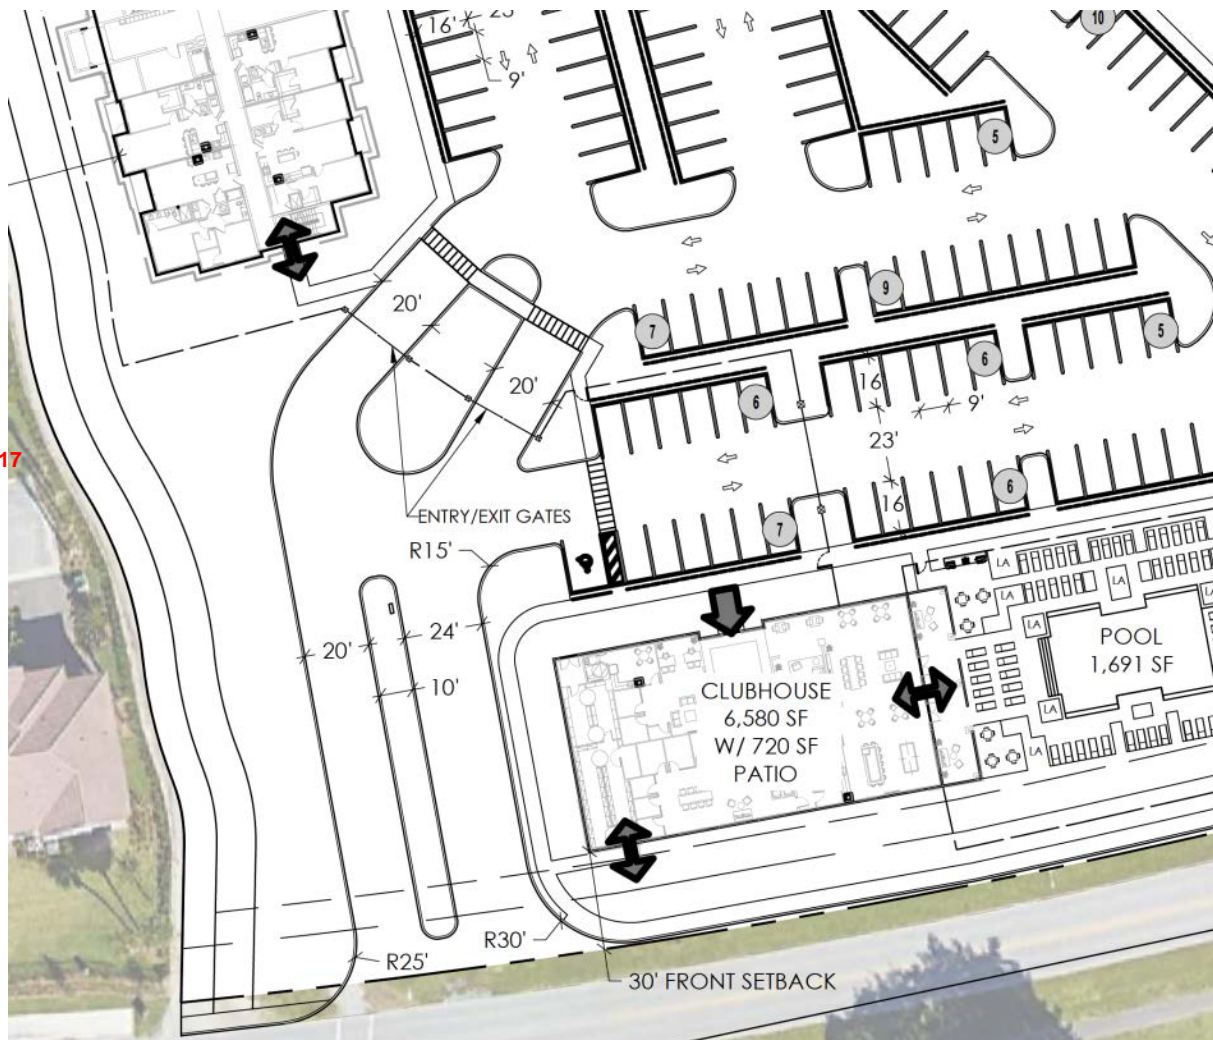 16'
23'
10
9'
5
20'
9
7
5
6
20'
16
6
9'
23'
17
6
16
ENTRY/EXIT GATES
7
R15'
LA
LA
LA
LA
LA
24'
20'
10'
POOL
1,691 SF
CLUBHOUSE
6,580 SF
W/ 720 SF
PATIO
LA
LA
R30'
R25'
30' FRONT SETBACK